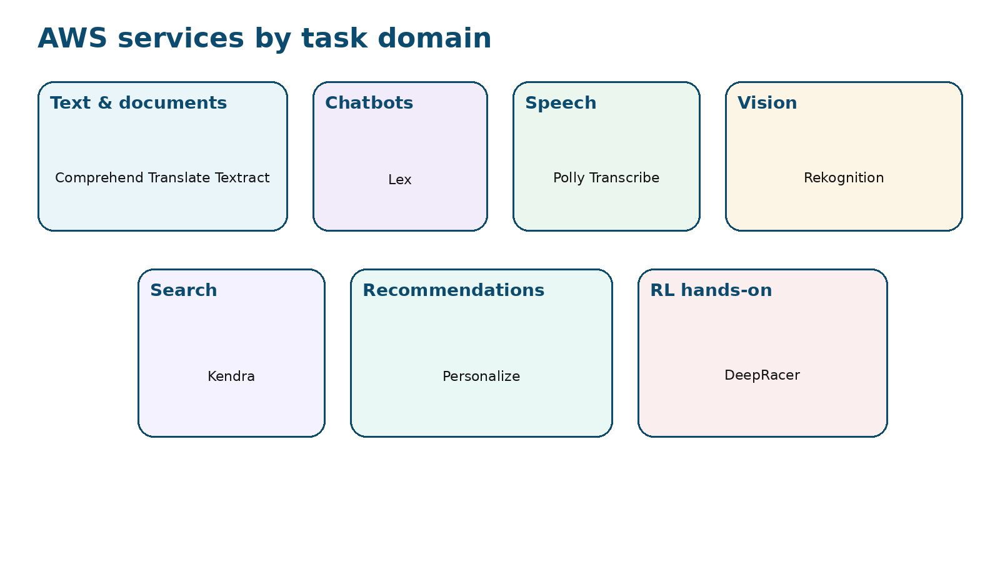 AWS services by task domain
Text & documents
Comprehend Translate Textract
Chatbots
Lex
Speech
Polly Transcribe
Vision
Rekognition
Search
Kendra
Recommendations
Personalize
RL hands-on
DeepRacer